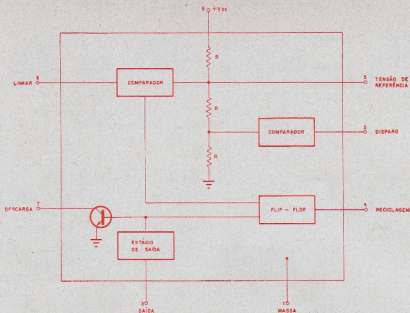 8 +Vcc
R
LIMIAR 6
COMPARADOR
5 TENSÃO DE
REFERÊNCIA
R
COMPARADOR
2 DISPARO
R
DESCARGA 7
FLIP - FLOP
4 RECICLAGEM
ESTÁGIO
DE SAÍDA
3
SAÍDA
1
MASSA